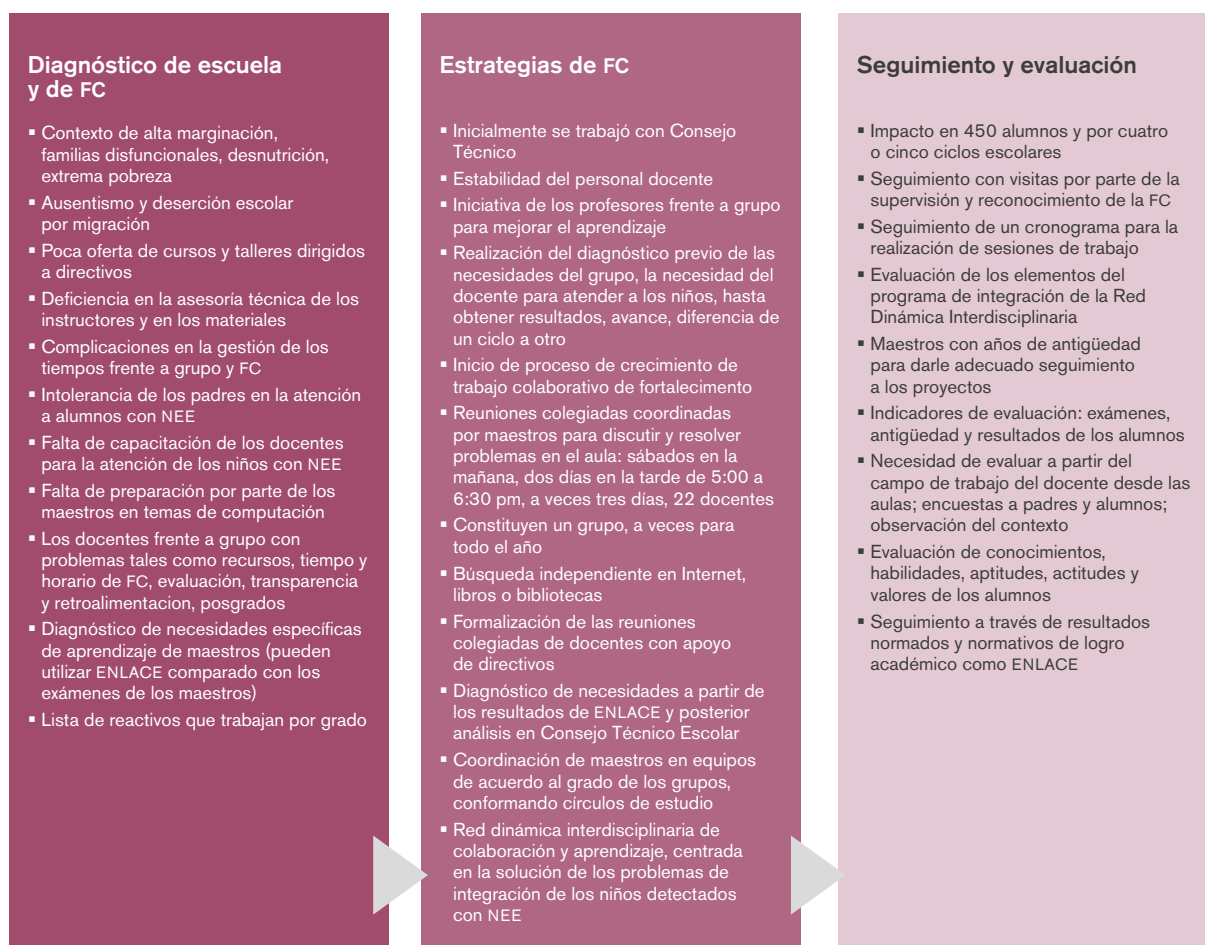 Diagnóstico de escuela
y de FC
▪ Contexto de alta marginación,
familias disfuncionales, desnutrición,
extrema pobreza
▪ Ausentismo y deserción escolar
por migración
▪ Poca oferta de cursos y talleres dirigidos
a directivos
▪ Deficiencia en la asesoría técnica de los
instructores y en los materiales
▪ Complicaciones en la gestión de los
tiempos frente a grupo y FC
▪ Intolerancia de los padres en la atención
a alumnos con NEE
▪ Falta de capacitación de los docentes
para la atención de los niños con NEE
▪ Falta de preparación por parte de los
maestros en temas de computación
▪ Los docentes frente a grupo con
problemas tales como recursos, tiempo y
horario de FC, evaluación, transparencia
y retroalimentacion, posgrados
▪ Diagnóstico de necesidades específicas
de aprendizaje de maestros (pueden
utilizar ENLACE comparado con los
exámenes de los maestros)
▪ Lista de reactivos que trabajan por grado
Estrategias de FC
▪ Inicialmente se trabajó con Consejo
Técnico
▪ Estabilidad del personal docente
▪ Iniciativa de los profesores frente a grupo
para mejorar el aprendizaje
▪ Realización del diagnóstico previo de las
necesidades del grupo, la necesidad del
docente para atender a los niños, hasta
obtener resultados, avance, diferencia de
un ciclo a otro
▪ Inicio de proceso de crecimiento de
trabajo colaborativo de fortalecimiento
▪ Reuniones colegiadas coordinadas
por maestros para discutir y resolver
problemas en el aula: sábados en la
mañana, dos días en la tarde de 5:00 a
6:30 pm, a veces tres días, 22 docentes
▪ Constituyen un grupo, a veces para
todo el año
▪ Búsqueda independiente en Internet,
libros o bibliotecas
▪ Formalización de las reuniones
colegiadas de docentes con apoyo
de directivos
▪ Diagnóstico de necesidades a partir de
los resultados de ENLACE y posterior
análisis en Consejo Técnico Escolar
▪ Coordinación de maestros en equipos
de acuerdo al grado de los grupos,
conformando círculos de estudio
▪ Red dinámica interdisciplinaria de
colaboración y aprendizaje, centrada
en la solución de los problemas de
integración de los niños detectados
con NEE
Seguimiento y evaluación
▪ Impacto en 450 alumnos y por cuatro
o cinco ciclos escolares
▪ Seguimiento con visitas por parte de la
supervisión y reconocimiento de la FC
▪ Seguimiento de un cronograma para la
realización de sesiones de trabajo
▪ Evaluación de los elementos del
programa de integración de la Red
Dinámica Interdisciplinaria
▪ Maestros con años de antigüedad
para darle adecuado seguimiento
a los proyectos
▪ Indicadores de evaluación: exámenes,
antigüedad y resultados de los alumnos
▪ Necesidad de evaluar a partir del
campo de trabajo del docente desde las
aulas; encuestas a padres y alumnos;
observación del contexto
▪ Evaluación de conocimientos,
habilidades, aptitudes, actitudes y
valores de los alumnos
▪ Seguimiento a través de resultados
normados y normativos de logro
académico como ENLACE